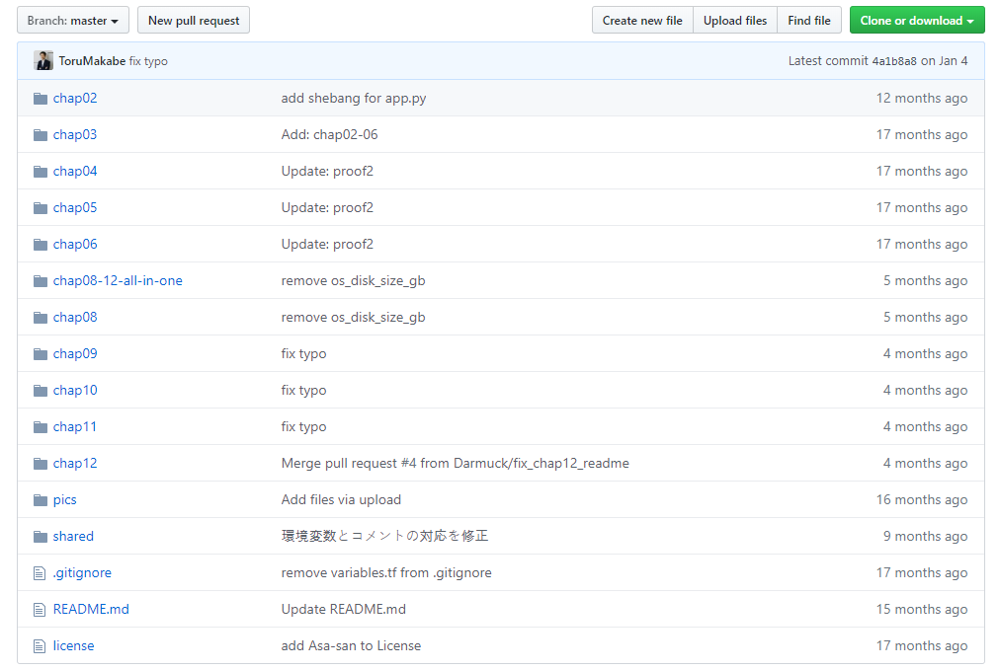 Branch: master New pull request Create new file Upload files Find file Clone or download
ToruMakabe fix typo Latest commit 4a1b8a8 on Jan 4
chap02 add shebang for app.py 12 months ago
chap03 Add: chap02-06 17 months ago
chap04 Update: proof2 17 months ago
chap05 Update: proof2 17 months ago
chap06 Update: proof2 17 months ago
chap08-12-all-in-one remove os_disk_size_gb 5 months ago
chap08 remove os_disk_size_gb 5 months ago
chap09 fix typo 4 months ago
chap10 fix typo 4 months ago
chap11 fix typo 4 months ago
chap12 Merge pull request #4 from Darmuck/fix_chap12_readme 4 months ago
pics Add files via upload 16 months ago
shared 環境変数とコメントの対応を修正 9 months ago
.gitignore remove variables.tf from .gitignore 17 months ago
README.md Update README.md 15 months ago
license add Asa-san to License 17 months ago